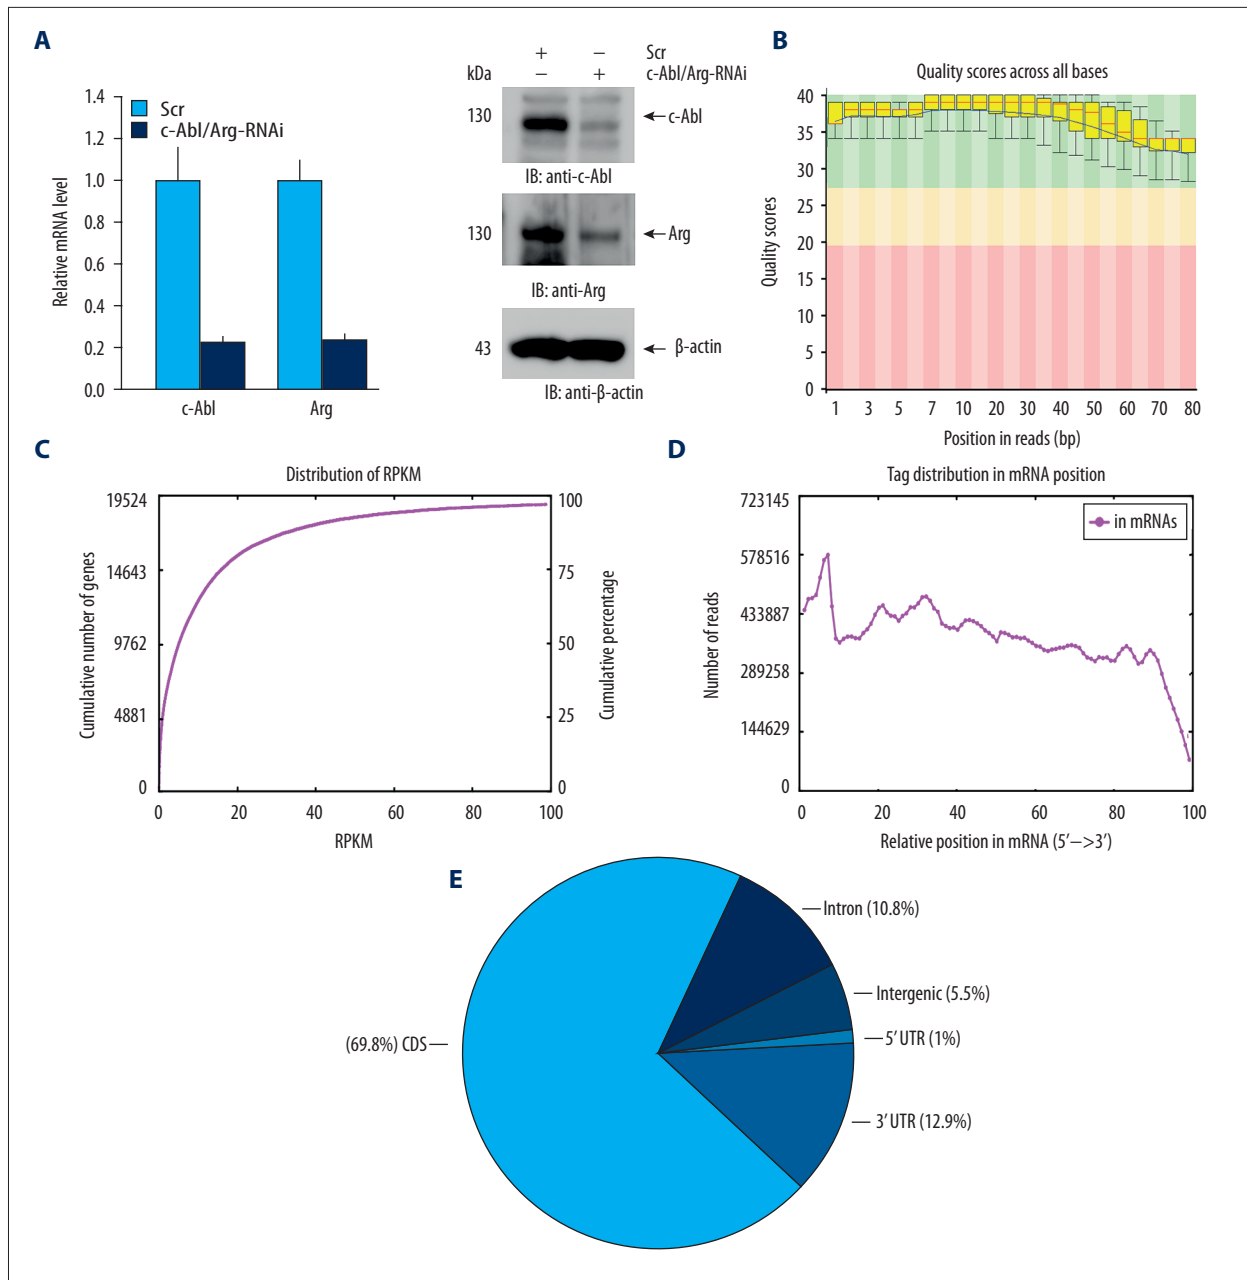 A
Scr
c-Abl/Arg-RNAi
Relative mRNA level
1.4
1.2
1.0
0.8
0.6
0.4
0.2
0.0
c-Abl
Arg
+ – Scr
kDa – + c-Abl/Arg-RNAi
130 c-Abl
IB: anti-c-Abl
130 Arg
IB: anti-Arg
43 β-actin
IB: anti-β-actin
B
Quality scores across all bases
Quality scores
40
35
30
25
20
15
10
5
0
1 3 5 7 10 20 30 40 50 60 70 80
Position in reads (bp)
C
Distribution of RPKM
Cumulative number of genes
19524
14643
9762
4881
0
100
75
50
25
0
Cumulative percentage
0 20 40 60 80 100
RPKM
D
Tag distribution in mRNA position
in mRNAs
Number of reads
723145
578516
433887
289258
144629
0
0 20 40 60 80 100
Relative position in mRNA (5’—>3’)
E
Intron (10.8%)
Intergenic (5.5%)
5’ UTR (1%)
3’ UTR (12.9%)
(69.8%) CDS